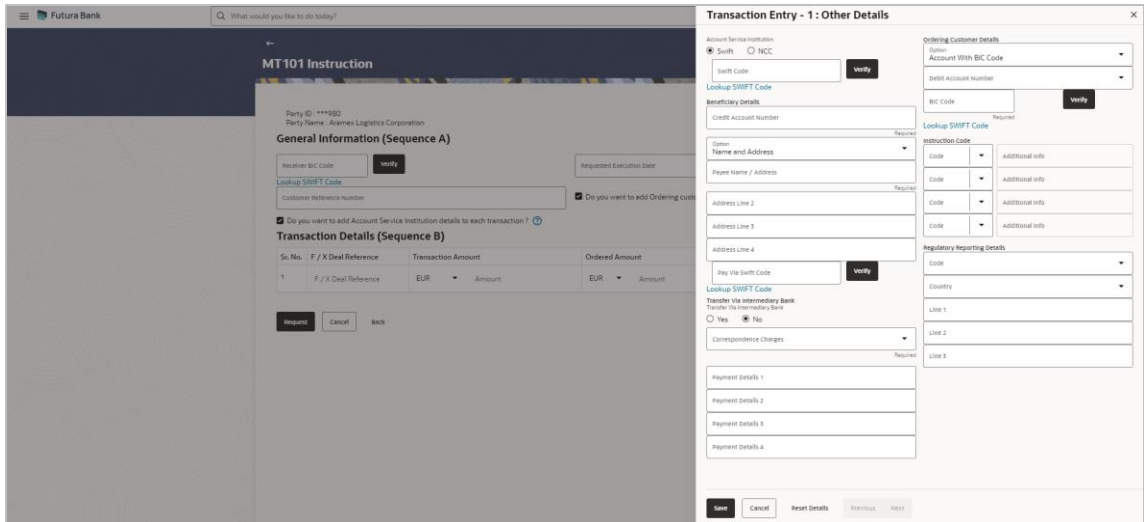 Futura Bank
What would you like to do today?
MT101 Instruction
Party ID : ***980
Party Name : Aramex Logistics Corporation
General Information (Sequence A)
Receiver BIC Code
Verify
Requested Execution Date
Lookup SWIFT Code
Customer Reference Number
Do you want to add Ordering custo
Do you want to add Account Service Institution details to each transaction ?
Transaction Details (Sequence B)
Sr. No. F / X Deal Reference Transaction Amount Ordered Amount
1 F / X Deal Reference EUR Amount EUR Amount
Request Cancel Back
Transaction Entry - 1 : Other Details
Account Service Institution
Swift NCC
Swift Code
Verify
Lookup SWIFT Code
Beneficiary Details
Credit Account Number
Required
Option
Name and Address
Payee Name / Address
Required
Address Line 2
Address Line 3
Address Line 4
Pay Via Swift Code
Verify
Lookup SWIFT Code
Transfer Via Intermediary Bank
Transfer Via Intermediary Bank
Yes No
Correspondence Charges
Required
Payment Details 1
Payment Details 2
Payment Details 3
Payment Details 4
Ordering Customer Details
Option
Account With BIC Code
Debit Account Number
BIC Code
Verify
Required
Lookup SWIFT Code
Instruction Code
Code Additional Info
Code Additional Info
Code Additional Info
Code Additional Info
Regulatory Reporting Details
Code
Country
Line 1
Line 2
Line 3
Save Cancel Reset Details Previous Next